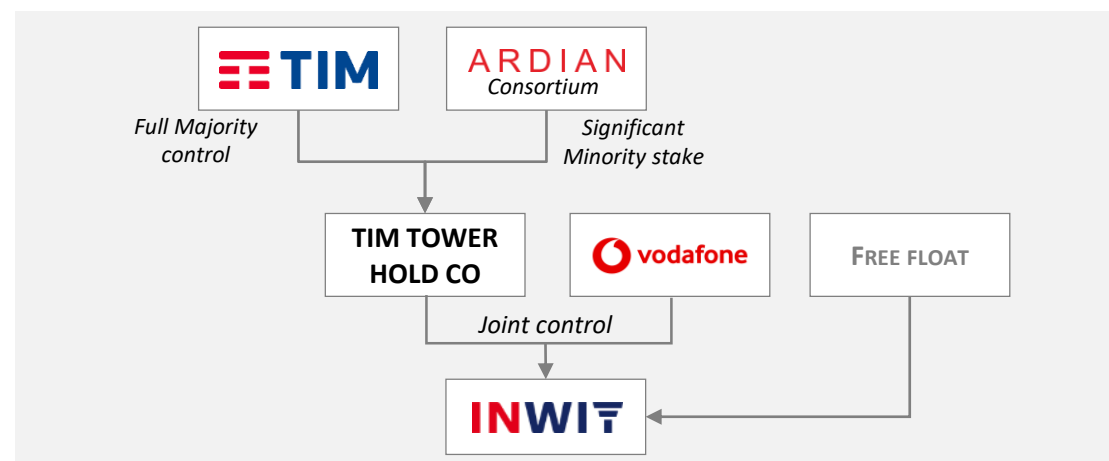 TIM
ARDIAN
Consortium
Full Majority
control
Significant
Minority stake
TIM TOWER
HOLD CO
vodafone
FREE FLOAT
Joint control
INWIT